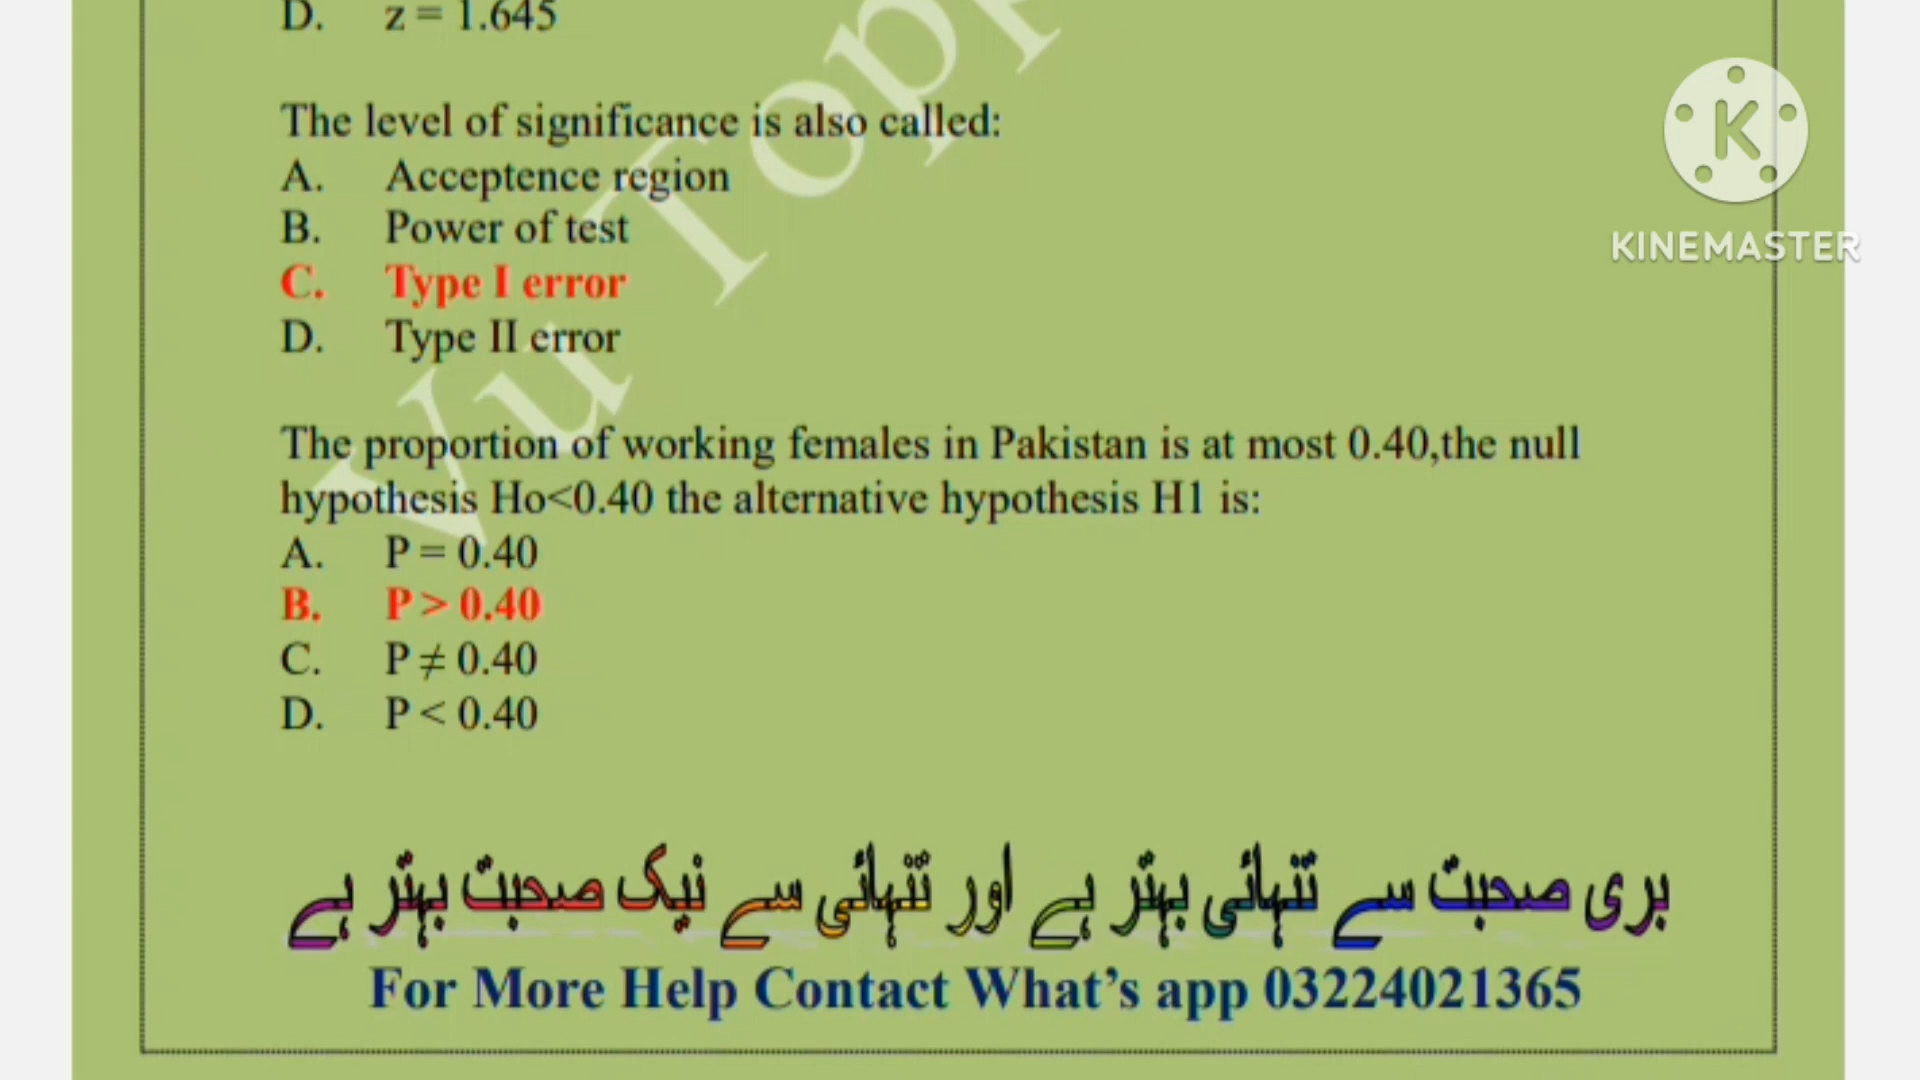 D. z = 1.645
The level of significance is also called:
A. Acceptence region
B. Power of test
C. Type I error
D. Type II error
The proportion of working females in Pakistan is at most 0.40,the null
hypothesis Ho<0.40 the alternative hypothesis H1 is:
A. P = 0.40
B. P > 0.40
C. P ≠ 0.40
D. P < 0.40
بری صحبت سے تنہائی بہتر ہے اور تنہائی سے نیک صحبت بہتر ہے
For More Help Contact What’s app 03224021365
K
KINEMASTER
Vu Topp